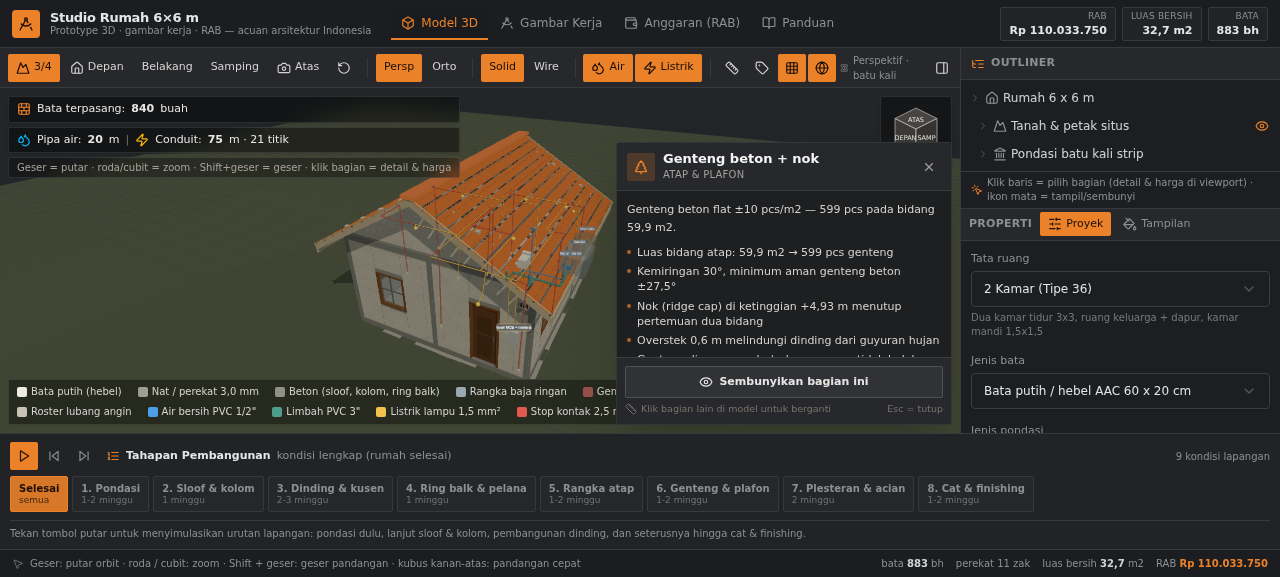 Studio Rumah 6×6 m
Prototype 3D · gambar kerja · RAB — acuan arsitektur Indonesia
Model 3D
Gambar Kerja
Anggaran (RAB)
Panduan
RAB
Rp 110.033.750
LUAS BERSIH
32,7 m2
BATA
883 bh
3/4
Depan
Belakang
Samping
Atas
Persp
Orto
Solid
Wire
Air
Listrik
Perspektif · batu kali
Bata terpasang: 840 buah
Pipa air: 20 m | Conduit: 75 m · 21 titik
Geser = putar · roda/cubit = zoom · Shift+geser = geser · klik bagian = detail & harga
ATAS
DEPAN SAMP
Genteng beton + nok
ATAP & PLAFON
Genteng beton flat ±10 pcs/m2 — 599 pcs pada bidang
59,9 m2.
Luas bidang atap: 59,9 m2 → 599 pcs genteng
Kemiringan 30°, minimum aman genteng beton
±27,5°
Nok (ridge cap) di ketinggian +4,93 m menutup
pertemuan dua bidang
Overstek 0,6 m melindungi dinding dari guyuran hujan
Sembunyikan bagian ini
Klik bagian lain di model untuk berganti
Esc = tutup
Bata putih (hebel)
Nat / perekat 3,0 mm
Beton (sloof, kolom, ring balk)
Rangka baja ringan
Gen
Roster lubang angin
Air bersih PVC 1/2"
Limbah PVC 3"
Listrik lampu 1,5 mm²
Stop kontak 2,5 r
OUTLINER
Rumah 6 x 6 m
Tanah & petak situs
Pondasi batu kali strip
Klik baris = pilih bagian (detail & harga di viewport) ·
ikon mata = tampil/sembunyi
PROPERTI
Proyek
Tampilan
Tata ruang
2 Kamar (Tipe 36)
Dua kamar tidur 3x3, ruang keluarga + dapur, kamar
mandi 1,5x1,5
Jenis bata
Bata putih / hebel AAC 60 x 20 cm
Jenis pondasi
Tahapan Pembangunan kondisi lengkap (rumah selesai)
9 kondisi lapangan
Selesai
semua
1. Pondasi
1-2 minggu
2. Sloof & kolom
1 minggu
3. Dinding & kusen
2-3 minggu
4. Ring balk & pelana
1 minggu
5. Rangka atap
1-2 minggu
6. Genteng & plafon
1-2 minggu
7. Plesteran & acian
2 minggu
8. Cat & finishing
1-2 minggu
Tekan tombol putar untuk menyimulasikan urutan lapangan: pondasi dulu, lanjut sloof & kolom, pembangunan dinding, dan seterusnya hingga cat & finishing.
Geser: putar orbit · roda / cubit: zoom · Shift + geser: geser pandangan · kubus kanan-atas: pandangan cepat
bata 883 bh
perekat 11 zak
luas bersih 32,7 m2
RAB Rp 110.033.750